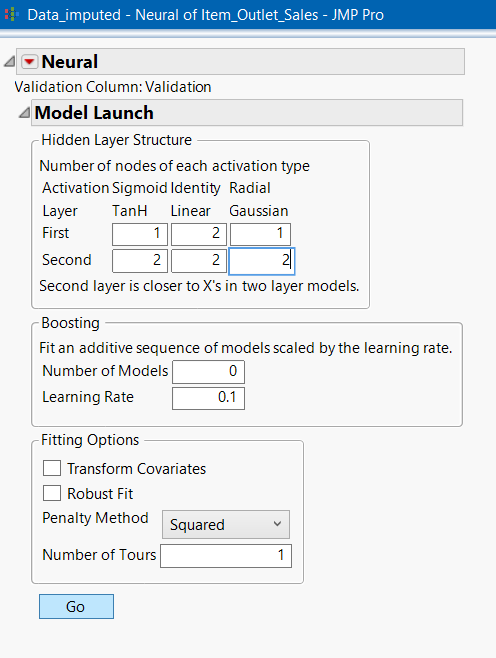 Data_imputed - Neural of Item_Outlet_Sales - JMP Pro
Neural
Validation Column: Validation
Model Launch
Hidden Layer Structure
Number of nodes of each activation type
Activation Sigmoid Identity Radial
Layer TanH Linear Gaussian
First 1 2 1
Second 2 2 2
Second layer is closer to X's in two layer models.
Boosting
Fit an additive sequence of models scaled by the learning rate.
Number of Models 0
Learning Rate 0.1
Fitting Options
Transform Covariates
Robust Fit
Penalty Method Squared
Number of Tours 1
Go